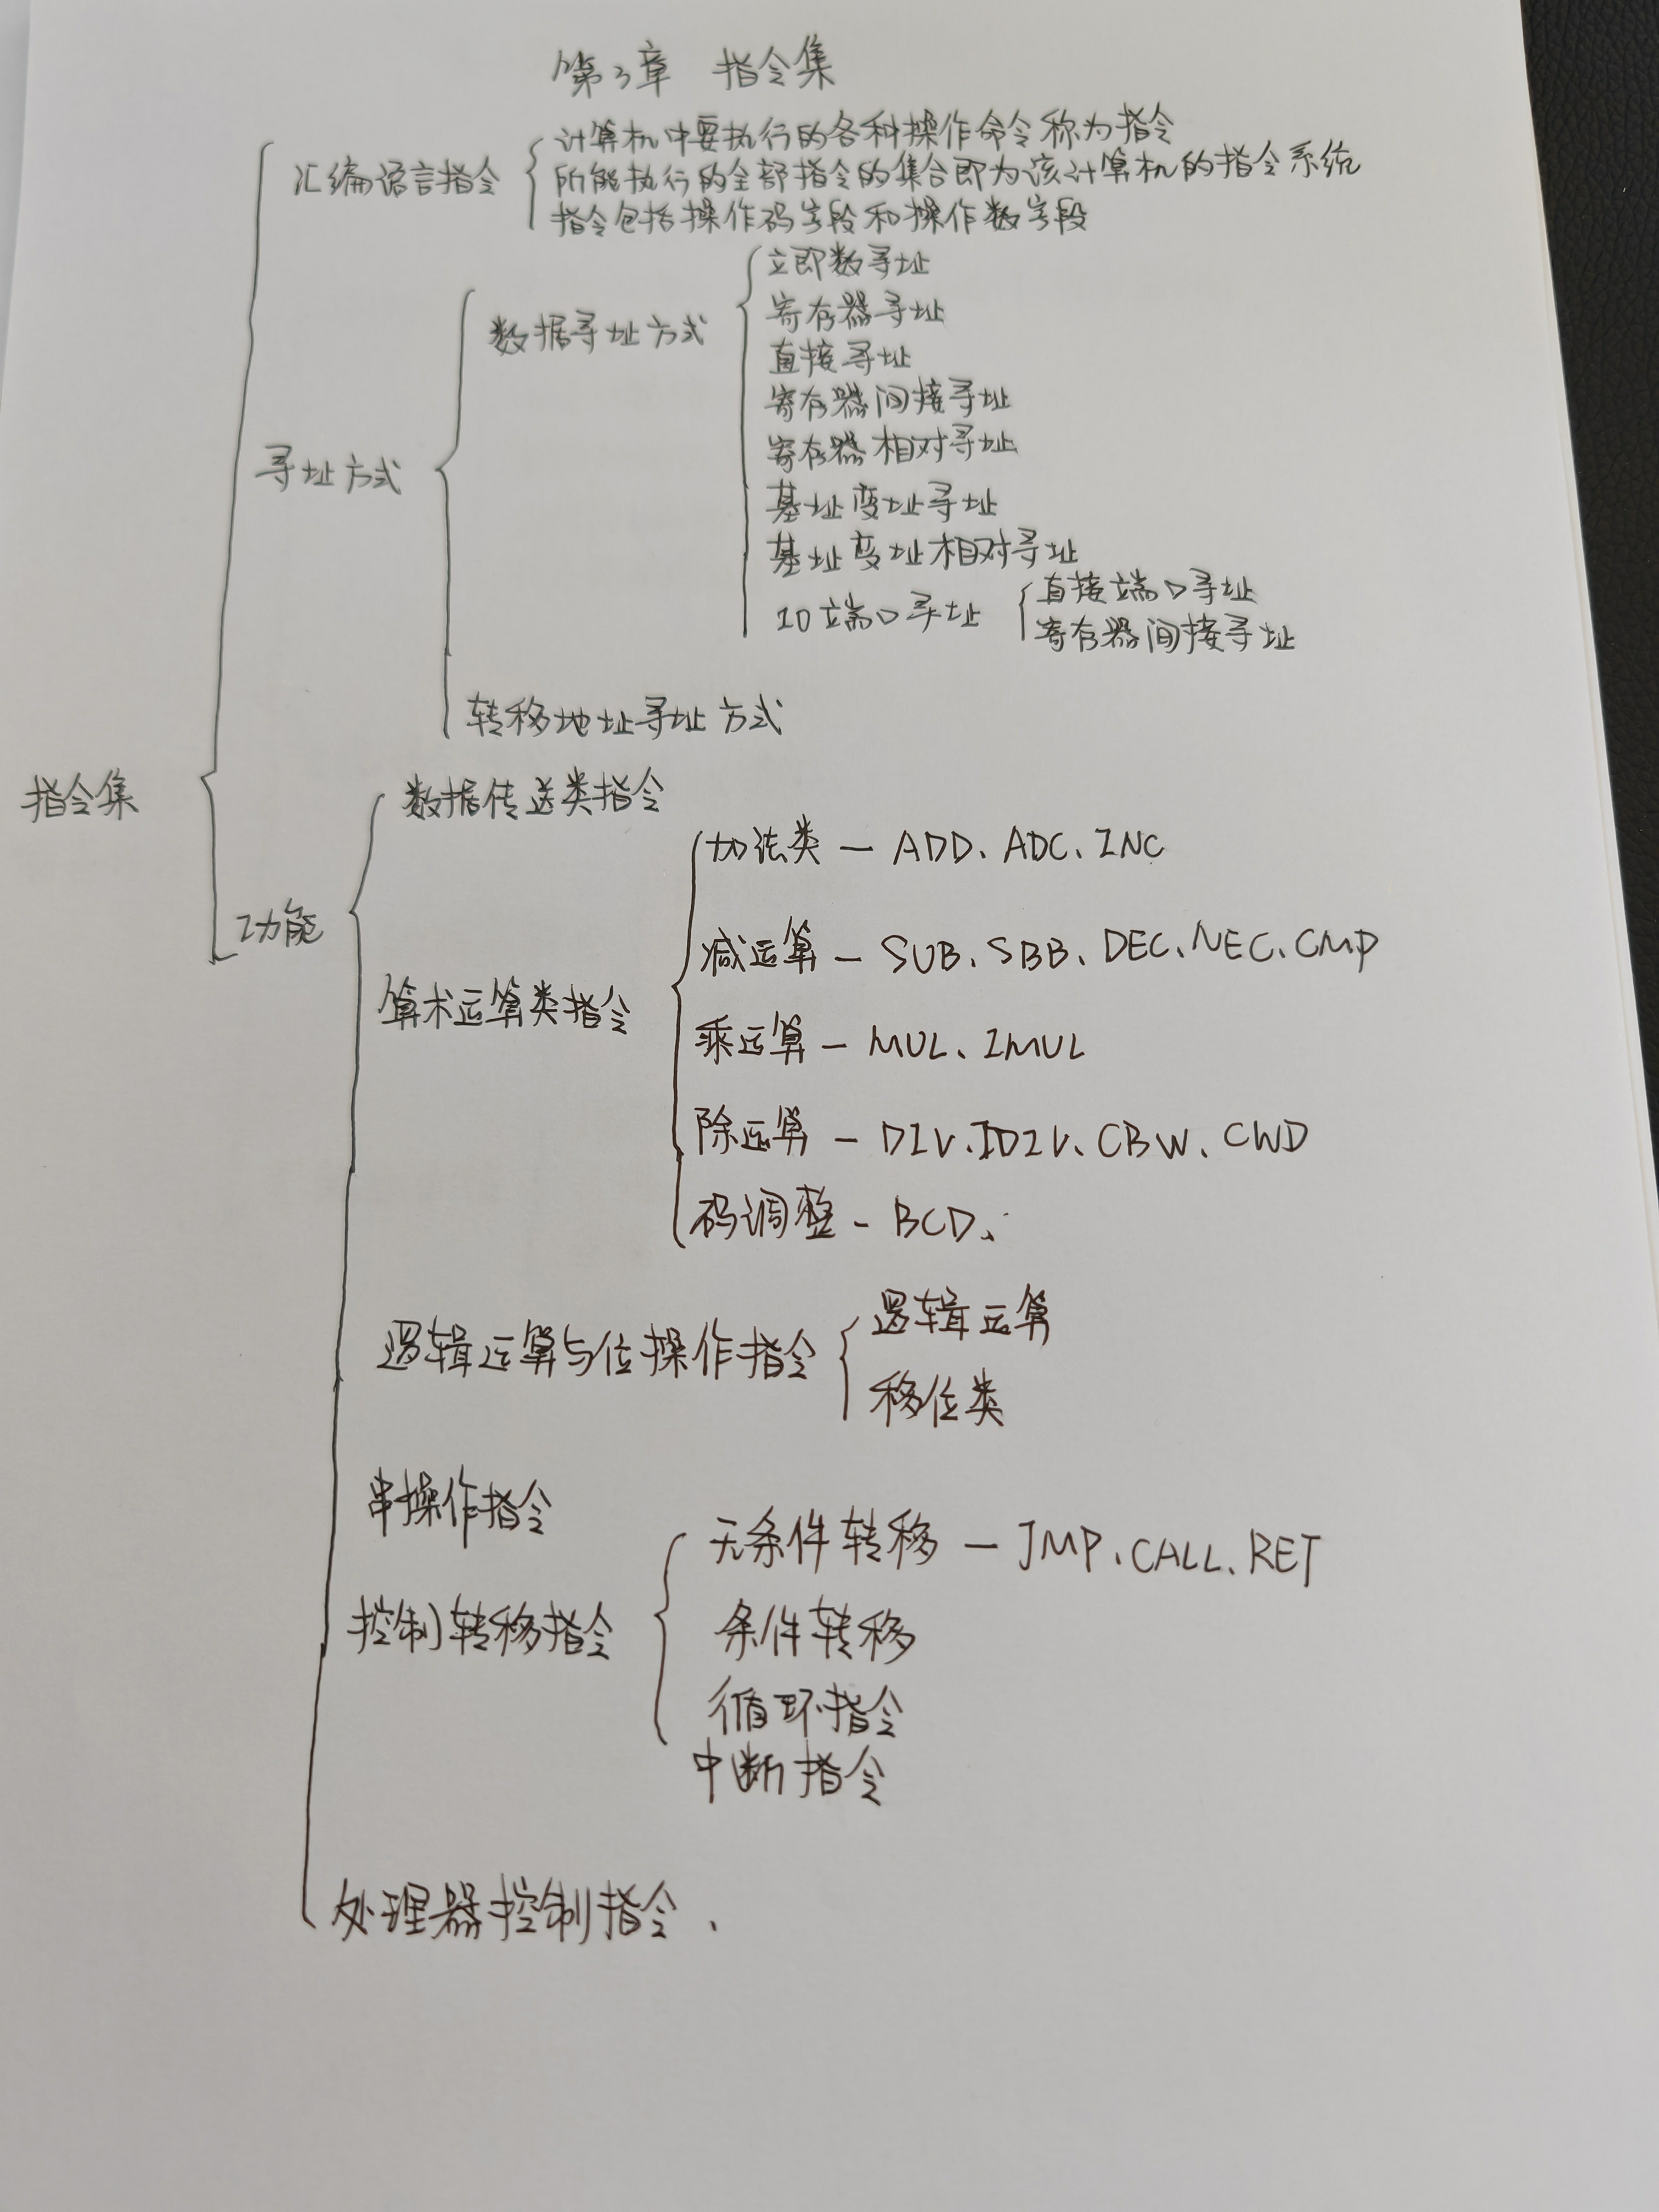 第3章 指令集
计算机中要执行的各种操作命令称为指令
汇编语言指令
所能执行的全部指令的集合即为该计算机的指令系统
指令包括操作码字段和操作数字段
立即数寻址
数据寻址方式
寄存器寻址
直接寻址
寄存器间接寻址
寻址方式
寄存器相对寻址
基址变址寻址
基址变址相对寻址
IO端口寻址
直接端口寻址
寄存器间接寻址
转移地址寻址方式
指令集
数据传送类指令
加法类 — ADD、ADC、INC
功能
减运算 — SUB、SBB、DEC、NEC、CMP
算术运算类指令
乘运算 — MUL、IMUL
除运算 — DIV、IDIV、CBW、CWD
码调整 - BCD、
逻辑运算与位操作指令
逻辑运算
移位类
串操作指令
无条件转移 — JMP、CALL、RET
控制转移指令
条件转移
循环指令
中断指令
处理器控制指令、